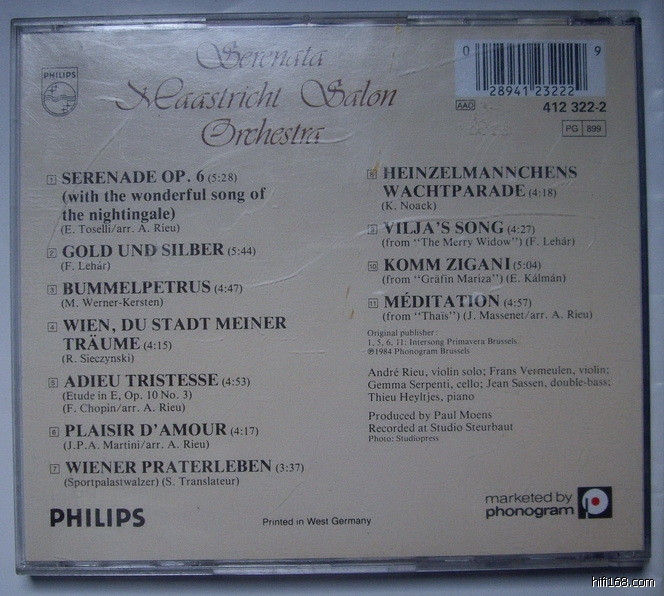 PHILIPS
Serenata
Maastricht Salon
Orchestra
0 28941 23222 9
AAD
412 322-2
PG 899
1 SERENADE OP. 6 (5:28)
(with the wonderful song of
the nightingale)
(E. Toselli/arr. A. Rieu)
2 GOLD UND SILBER (5:44)
(F. Lehár)
3 BUMMELPETRUS (4:47)
(M. Werner-Kersten)
4 WIEN, DU STADT MEINER
TRÄUME (4:15)
(R. Sieczynski)
5 ADIEU TRISTESSE (4:53)
(Etude in E, Op. 10 No. 3)
(F. Chopin/arr. A. Rieu)
6 PLAISIR D'AMOUR (4:17)
(J.P.A. Martini/arr. A. Rieu)
7 WIENER PRATERLEBEN (3:37)
(Sportpalastwalzer) (S. Translateur)
8 HEINZELMANNCHENS
WACHTPARADE (4:18)
(K. Noack)
9 VILJA'S SONG (4:27)
(from "The Merry Widow") (F. Lehár)
10 KOMM ZIGANI (5:04)
(from "Gräfin Mariza") (E. Kálmán)
11 MÉDITATION (4:57)
(from "Thaïs") (J. Massenet/arr. A. Rieu)
Original publisher:
1, 5, 6, 11: Intersong Primavera Brussels.
℗1984 Phonogram Brussels
André Rieu, violin solo; Frans Vermeulen, violin;
Gemma Serpenti, cello; Jean Sassen, double-bass;
Thieu Heyltjes, piano
Produced by Paul Moens
Recorded at Studio Steurbaut
Photo: Studiopress
PHILIPS
Printed in West Germany
marketed by
phonogram
hifi168.com